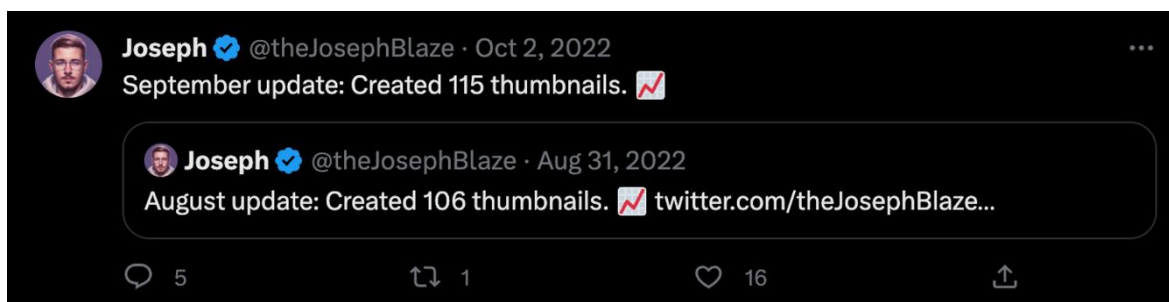 Joseph @theJosephBlaze · Oct 2, 2022
September update: Created 115 thumbnails. 📈
Joseph @theJosephBlaze · Aug 31, 2022
August update: Created 106 thumbnails. 📈 twitter.com/theJosephBlaze...
5 1 16